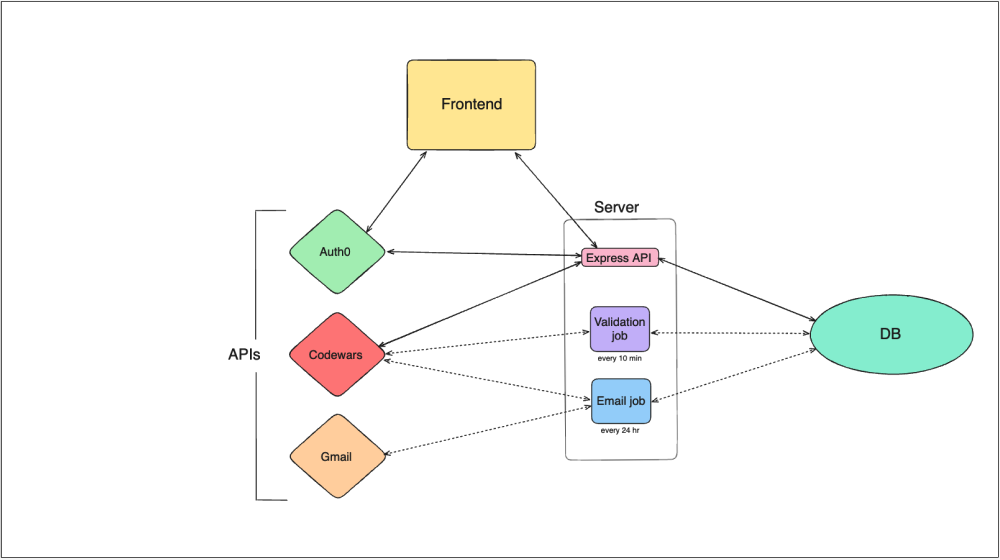 Frontend
Server
Auth0
Express API
Validation
job
every 10 min
DB
APIs
Codewars
Email job
every 24 hr
Gmail